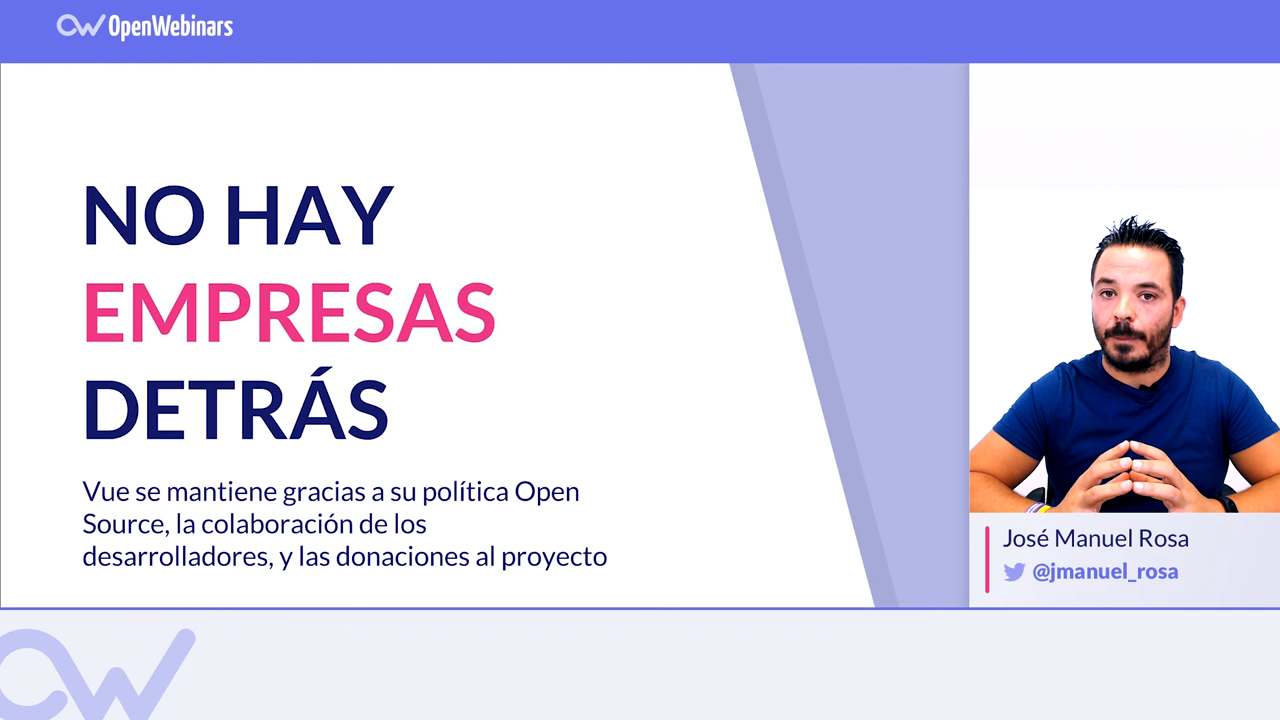 OpenWebinars
NO HAY
EMPRESAS
DETRÁS
Vue se mantiene gracias a su política Open
Source, la colaboración de los
desarrolladores, y las donaciones al proyecto
José Manuel Rosa
@jmanuel_rosa